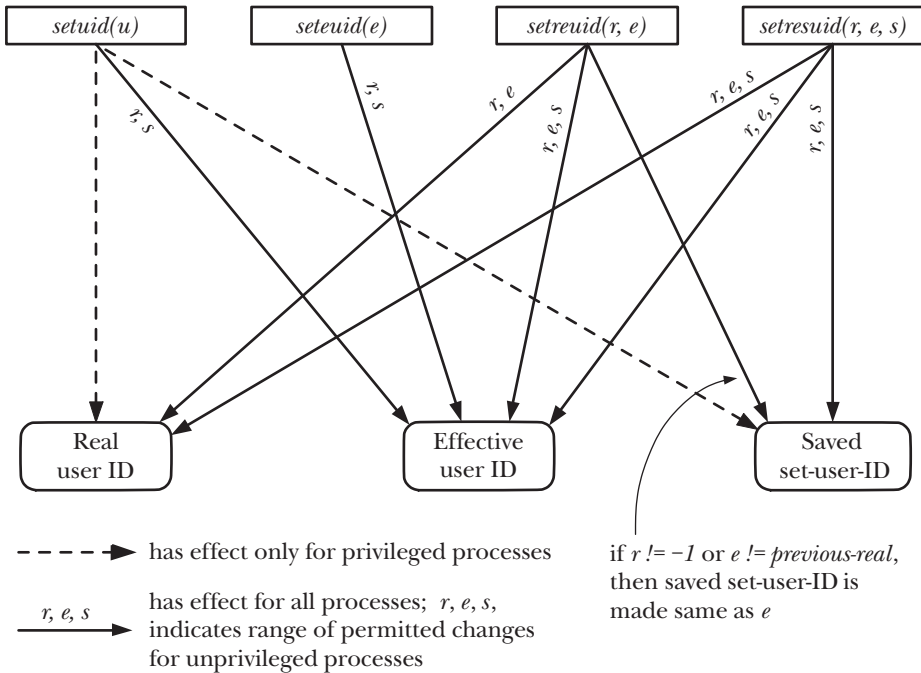 setuid(u)
seteuid(e)
setreuid(r, e)
setresuid(r, e, s)
r, s
r, s
r, e
r, e, s
r, e, s
r, e, s
r, e, s
Real
user ID
Effective
user ID
Saved
set-user-ID
has effect only for privileged processes
r, e, s
has effect for all processes; r, e, s,
indicates range of permitted changes
for unprivileged processes
if r != −1 or e != previous-real,
then saved set-user-ID is
made same as e